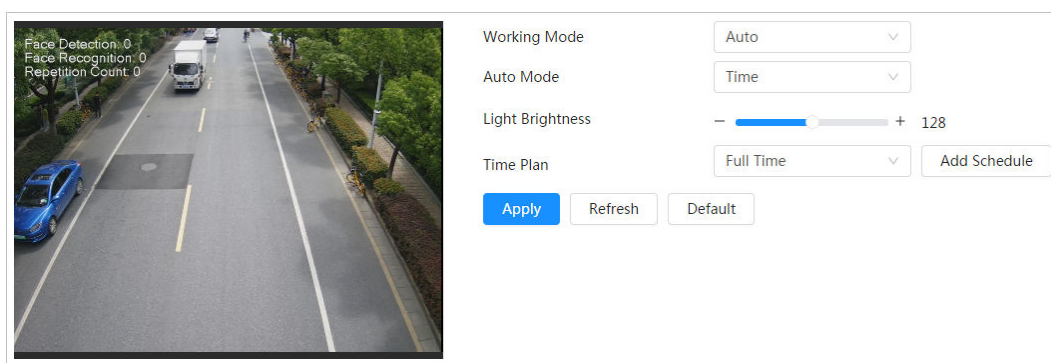 Face Detection: 0
Face Recognition: 0
Repetition Count: 0
Working Mode Auto
Auto Mode Time
Light Brightness − + 128
Time Plan Full Time Add Schedule
Apply Refresh Default